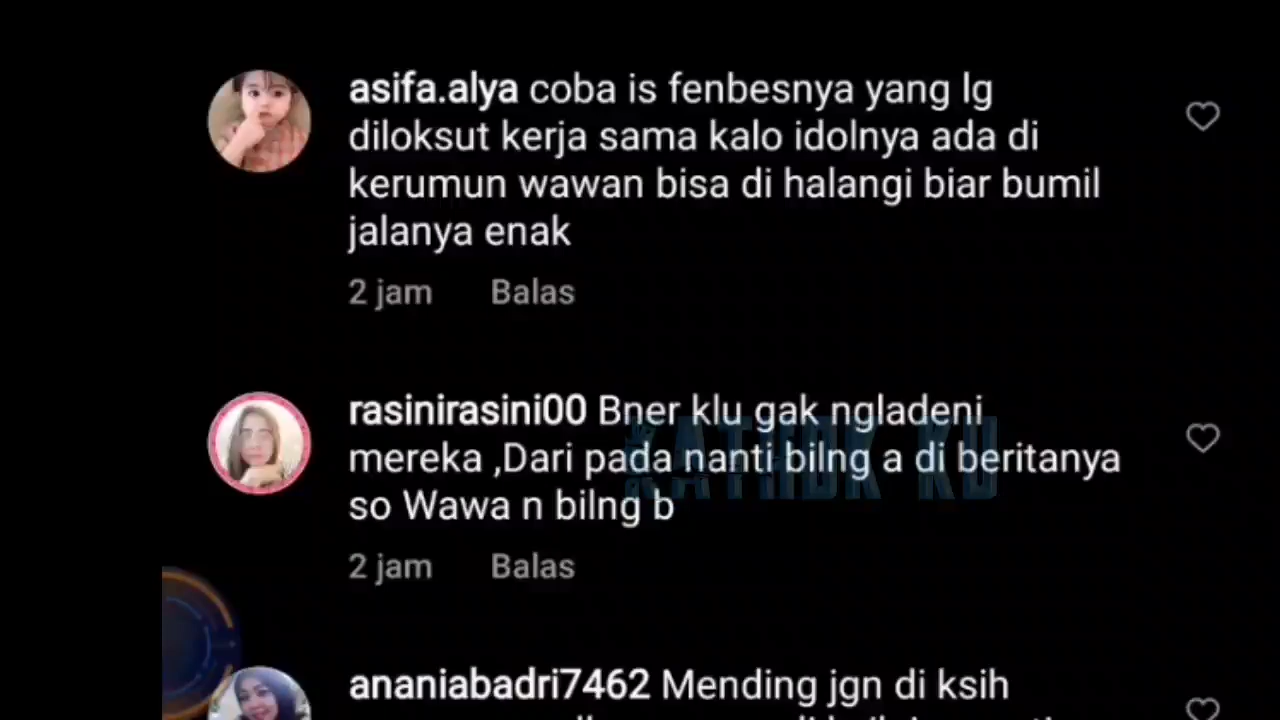 asifa.alya coba is fenbesnya yang lg
diloksut kerja sama kalo idolnya ada di
kerumun wawan bisa di halangi biar bumil
jalanya enak
2 jam Balas
rasinirasini00 Bner klu gak ngladeni
mereka ,Dari pada nanti bilng a di beritanya
so Wawa n bilng b
2 jam Balas
KATHDK KU
ananiabadri7462 Mending jgn di ksih